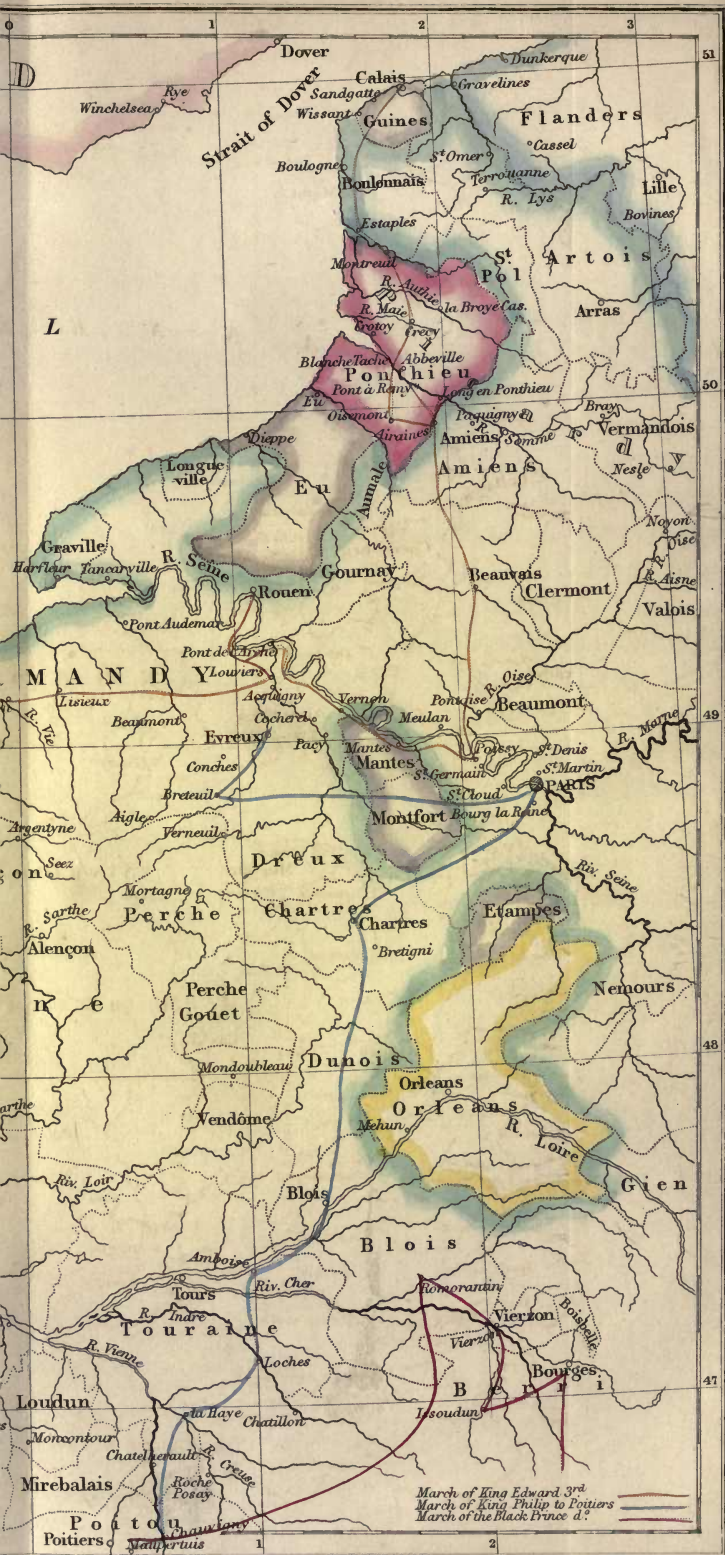 0 1 2 3
51
D
Dover
Strait of Dover
Rye
Winchelsea
Dunkerque
Calais
Sandgatte
Gravelines
Wissant
Guines
Flanders
Cassel
St. Omer
Boulogne
Boulonnais
Terrouanne
R. Lys
Lille
Bovines
Estaples
Montreuil
St. Pol
Artois
R. Authie
la Broye Cas.
R. Maie
Crotoy
Crecy
Arras
L
Blanche Tache
Abbeville
Ponthieu
Pont à Remy
Long en Ponthieu
50
Eu
Oisemont
Airaines
Paquigny
Bray
Amiens
R. Somme
Vermandois
Dieppe
Amiens
Nesle
d y
Longueville
Eu
Aumale
Noyon
R. Oise
Graville
Harfleur
Tancarville
R. Seine
Gournay
Beauvais
R. Aisne
Rouen
Clermont
Valois
Pont Audemar
Pont de l'Arche
MANDY
Louviers
Lisieux
Acquigny
Vernon
Pontoise
R. Oise
Beaumont
R. Vie
Beaumont
Cocherel
Meulan
49
Evreux
Pacy
Mantes
Poissy
St. Denis
R. Marne
Mantes
St. Germain
St. Martin
Conches
Breteuil
St. Cloud
PARIS
Aigle
Montfort
Bourg la Reine
Argentyne
Verneuil
Dreux
çon
Seez
Riv. Seine
Mortagne
R. Sarthe
Perche
Chartres
Chartres
Etampes
Alençon
Bretigni
n e
Perche Gouet
Nemours
48
Mondoubleau
Dunois
Orleans
Orleans
arthe
Vendôme
Mehun
R. Loire
Riv. Loir
Blois
Gien
Blois
Amboise
Tours
Riv. Cher
Romorantin
R. Indre
Touraine
Vierzon
Vierzon
Boisbelle
R. Vienne
Loches
Bourges
47
Berri
Loudun
la Haye
Chatillon
Issoudun
Moncontour
Chatelherault
R. Creuse
Mirebalais
Roche Posay
March of King Edward 3rd
March of King Philip to Poitiers
March of the Black Prince do.
Poitou
Chauvigny
Poitiers
Maupertuis
1 2